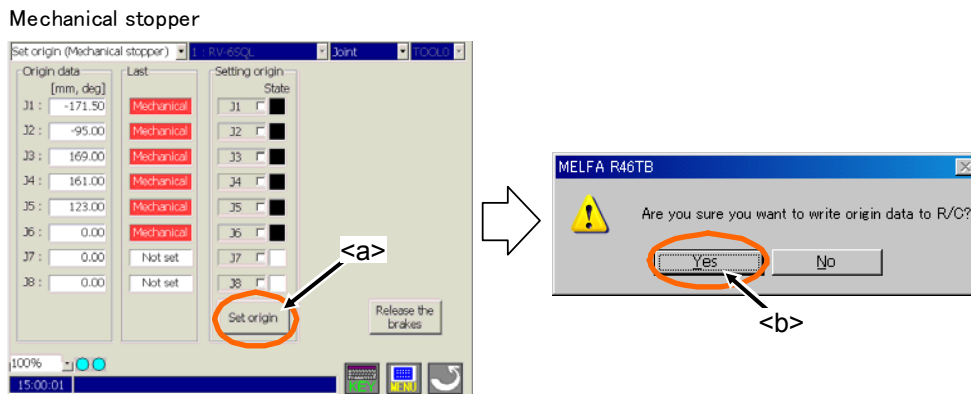 Mechanical stopper
Set origin (Mechanical stopper) 1 : RV-6SQL Joint TOOL0
Origin data Last Setting origin
[mm, deg] State
J1 : -171.50 Mechanical J1
J2 : -95.00 Mechanical J2
J3 : 169.00 Mechanical J3
J4 : 161.00 Mechanical J4
J5 : 123.00 Mechanical J5
J6 : 0.00 Mechanical J6
J7 : 0.00 Not set J7
J8 : 0.00 Not set J8
<a>
Set origin
Release the
brakes
100%
15:00:01
KEY MENU
MELFA R46TB
Are you sure you want to write origin data to R/C?
Yes No
<b>